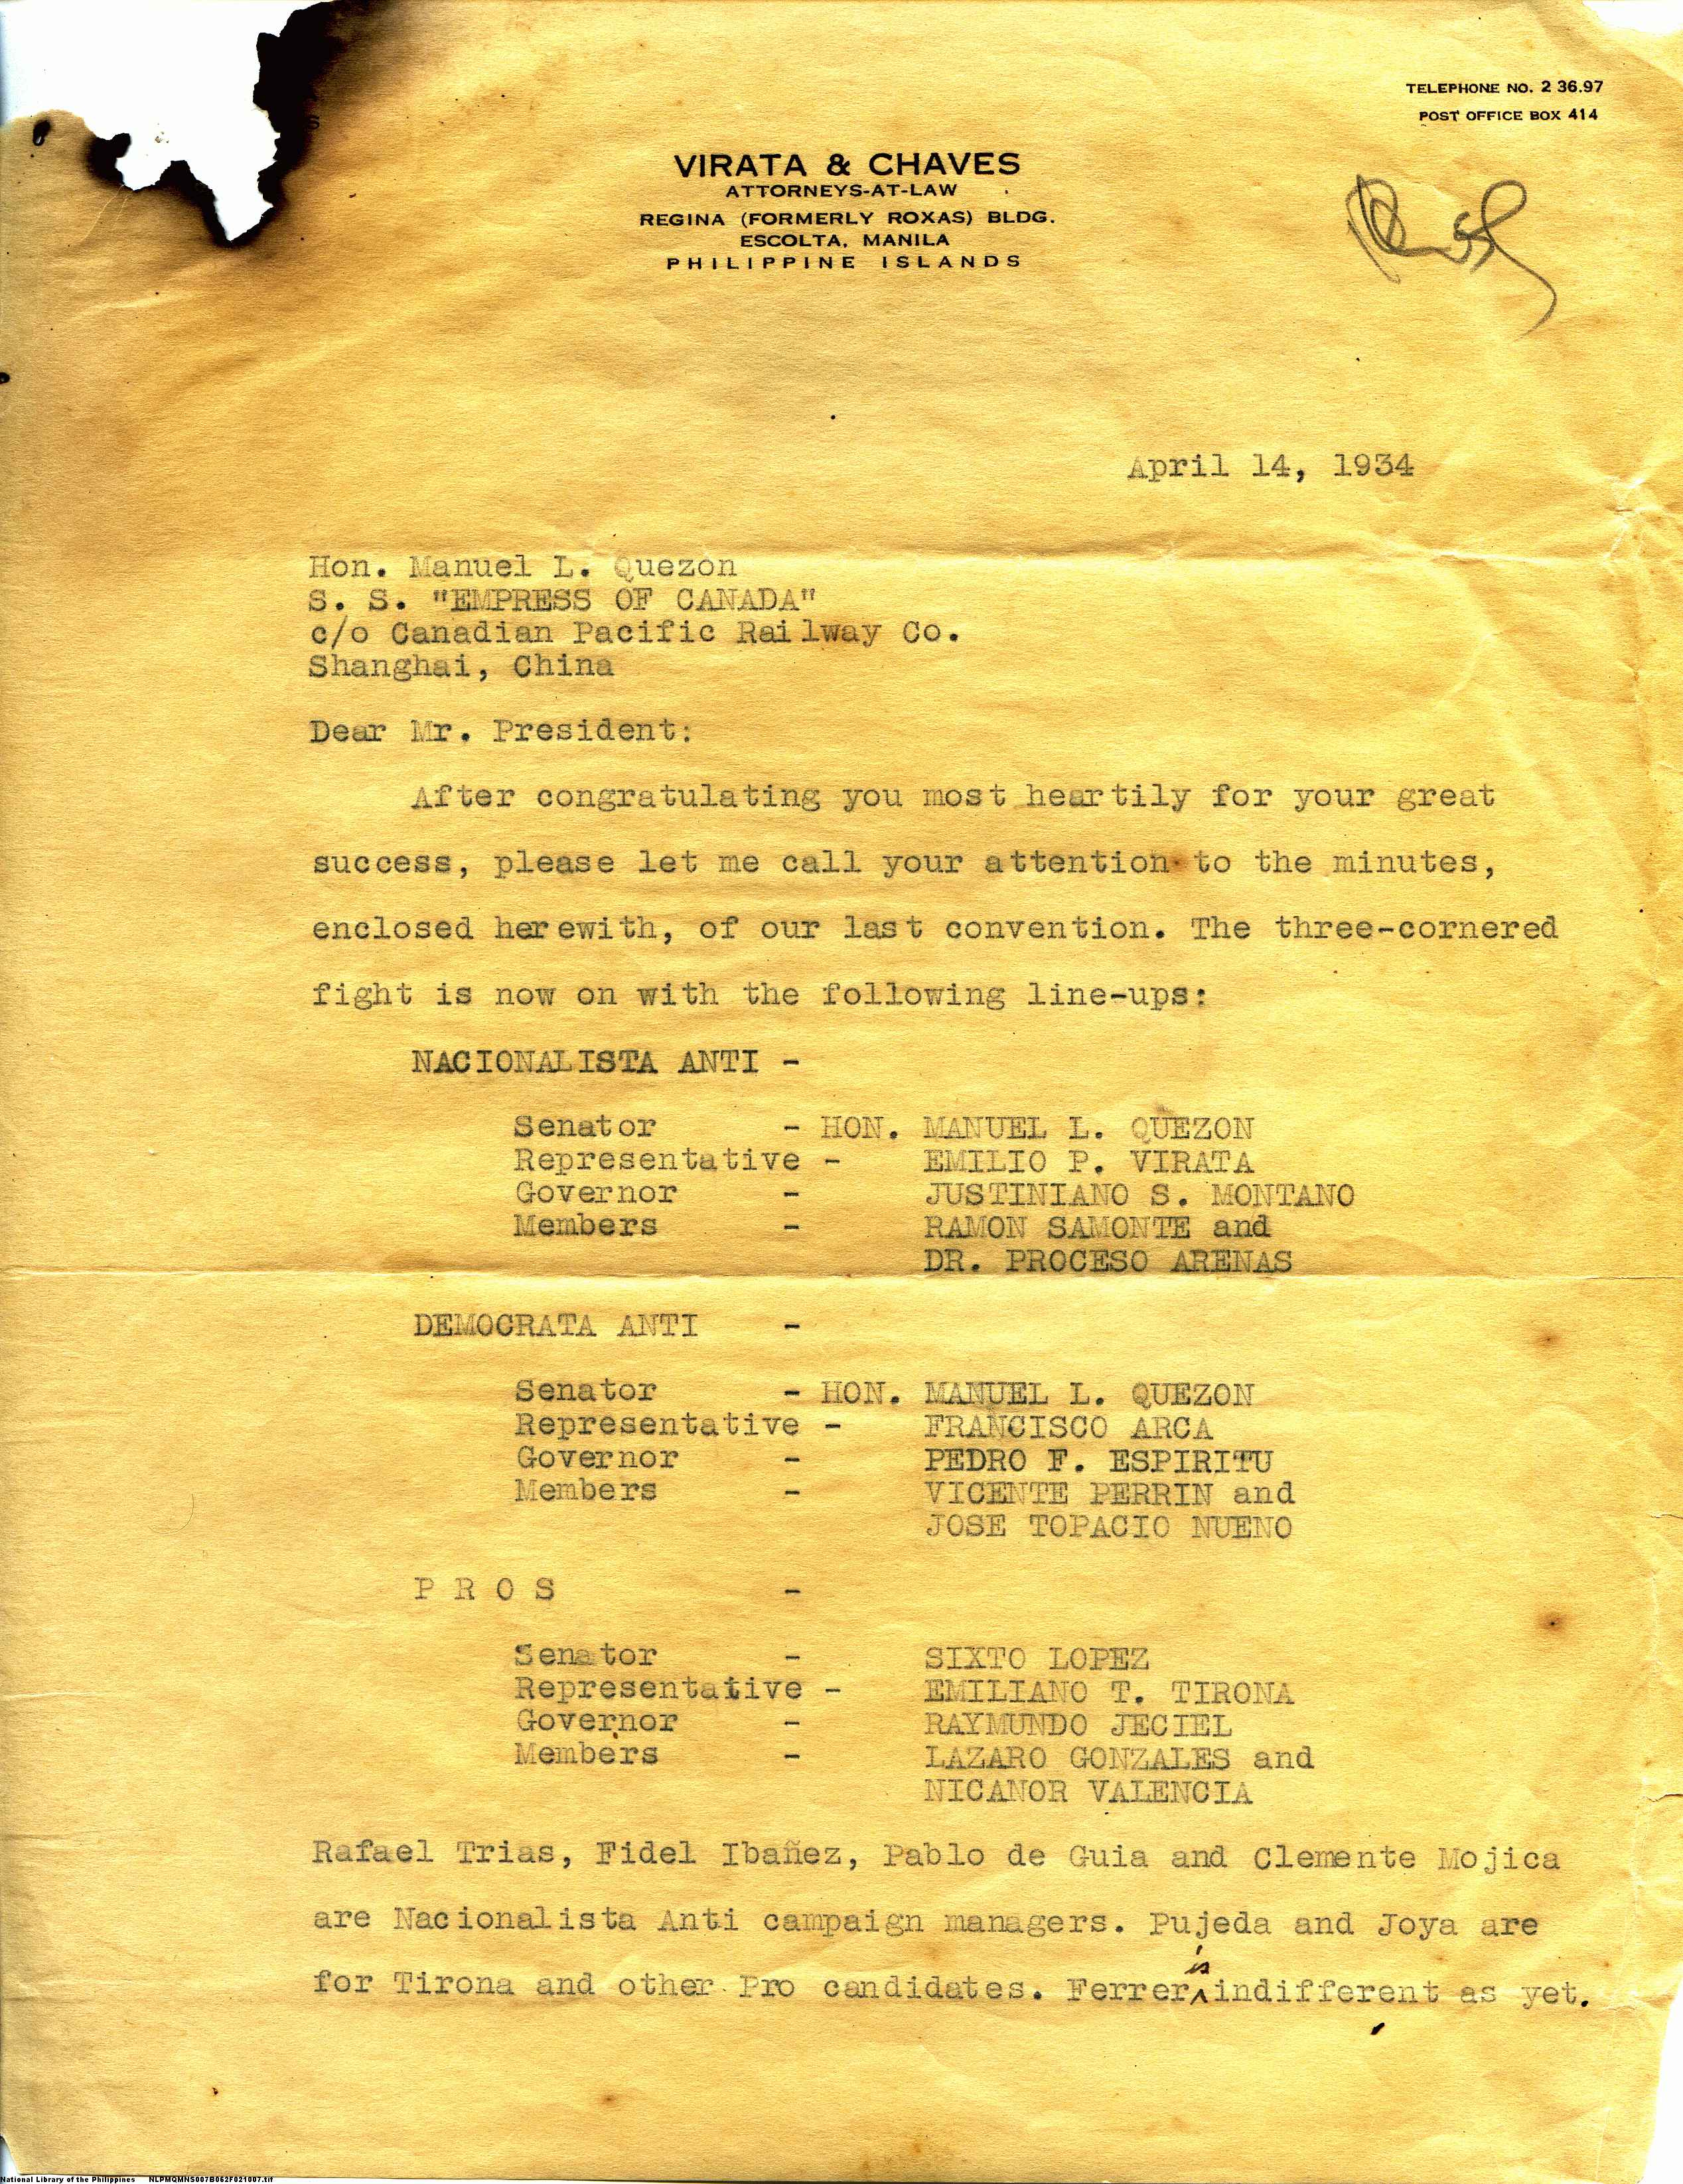 TELEPHONE NO. 2 36.97
POST OFFICE BOX 414
S
VIRATA & CHAVES
ATTORNEYS-AT-LAW
REGINA (FORMERLY ROXAS) BLDG.
ESCOLTA, MANILA
PHILIPPINE ISLANDS
April 14, 1934
Hon. Manuel L. Quezon
S. S. "EMPRESS OF CANADA"
c/o Canadian Pacific Railway Co.
Shanghai, China
Dear Mr. President:
After congratulating you most heartily for your great
success, please let me call your attention to the minutes,
enclosed herewith, of our last convention. The three-cornered
fight is now on with the following line-ups:
NACIONALISTA ANTI -
Senator - HON. MANUEL L. QUEZON
Representative - EMILIO P. VIRATA
Governor - JUSTINIANO S. MONTANO
Members - RAMON SAMONTE and
DR. PROCESO ARENAS
DEMOCRATA ANTI -
Senator - HON. MANUEL L. QUEZON
Representative - FRANCISCO ARCA
Governor - PEDRO F. ESPIRITU
Members - VICENTE PERRIN and
JOSE TOPACIO NUENO
P R O S -
Senator - SIXTO LOPEZ
Representative - EMILIANO T. TIRONA
Governor - RAYMUNDO JECIEL
Members - LAZARO GONZALES and
NICANOR VALENCIA
Rafael Trias, Fidel Ibañez, Pablo de Guia and Clemente Mojica
are Nacionalista Anti campaign managers. Pujeda and Joya are
for Tirona and other Pro candidates. Ferrer is indifferent as yet.
National Library of the Philippines NLPMQMNS007B062F021007.tif